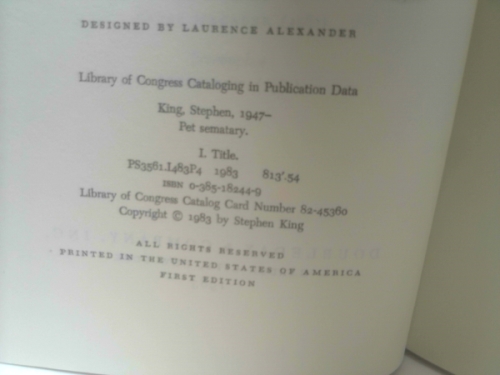 DESIGNED BY LAURENCE ALEXANDER
Library of Congress Cataloging in Publication Data
King, Stephen, 1947–
Pet sematary.
I. Title.
PS3561.I483P4 1983 813'.54
ISBN 0-385-18244-9
Library of Congress Catalog Card Number 82-45360
Copyright © 1983 by Stephen King
ALL RIGHTS RESERVED
PRINTED IN THE UNITED STATES OF AMERICA
FIRST EDITION